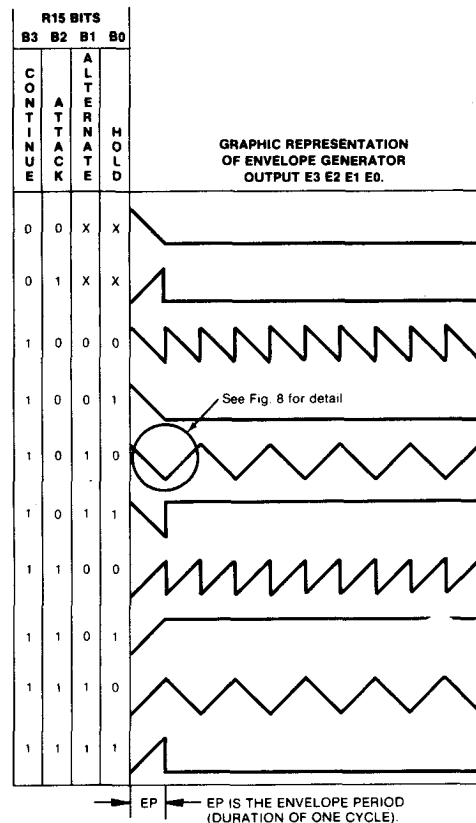 R15 BITS
B3 B2 B1 B0
CONTINUE ATTACK ALTERNATE HOLD
GRAPHIC REPRESENTATION
OF ENVELOPE GENERATOR
OUTPUT E3 E2 E1 E0.
0 0 X X
0 1 X X
1 0 0 0
1 0 0 1
See Fig. 8 for detail
1 0 1 0
1 0 1 1
1 1 0 0
1 1 0 1
1 1 1 0
1 1 1 1
EP EP IS THE ENVELOPE PERIOD
(DURATION OF ONE CYCLE).